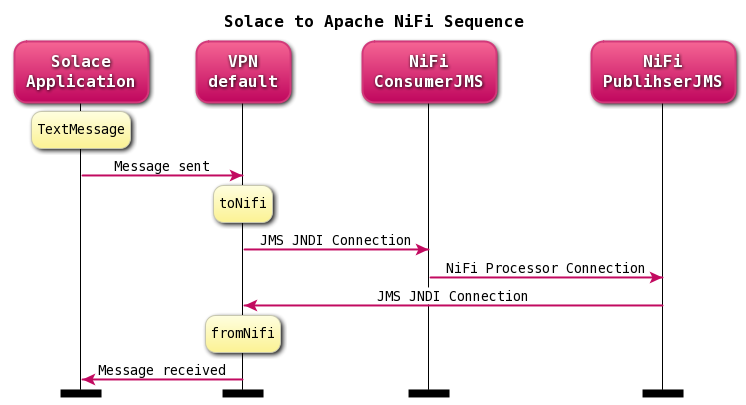 Solace to Apache NiFi Sequence
Solace
Application
VPN
default
NiFi
ConsumerJMS
NiFi
PublihserJMS
TextMessage
Message sent
toNifi
JMS JNDI Connection
NiFi Processor Connection
JMS JNDI Connection
fromNifi
Message received